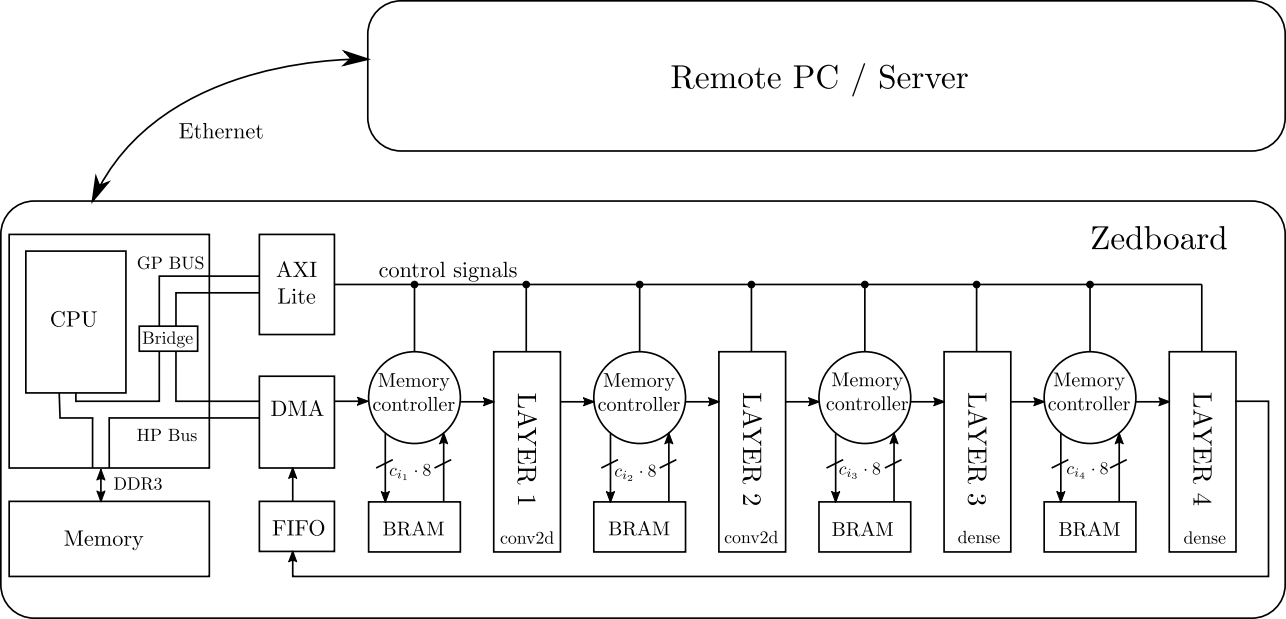 Remote PC / Server
Ethernet
Zedboard
GP BUS
AXI
Lite
control signals
CPU
Bridge
DMA
HP Bus
DDR3
Memory
FIFO
Memory
controller
c_{i_1} · 8
BRAM
LAYER 1
conv2d
Memory
controller
c_{i_2} · 8
BRAM
LAYER 2
conv2d
Memory
controller
c_{i_3} · 8
BRAM
LAYER 3
dense
Memory
controller
c_{i_4} · 8
BRAM
LAYER 4
dense